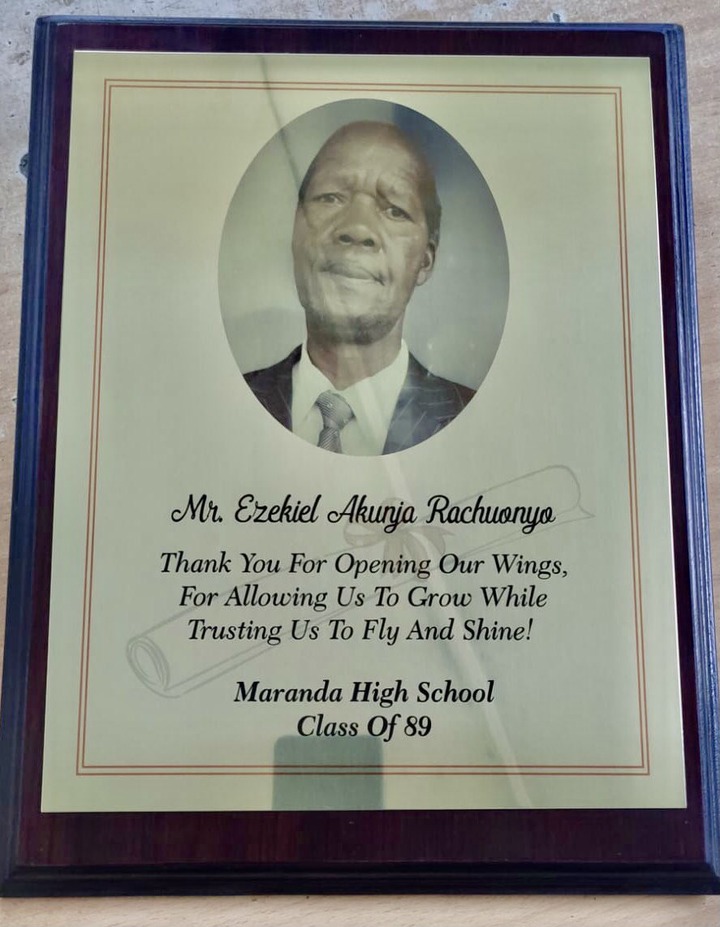 Mr. Ezekiel Akunja Rachuonyo
Thank You For Opening Our Wings,
For Allowing Us To Grow While
Trusting Us To Fly And Shine!
Maranda High School
Class Of 89